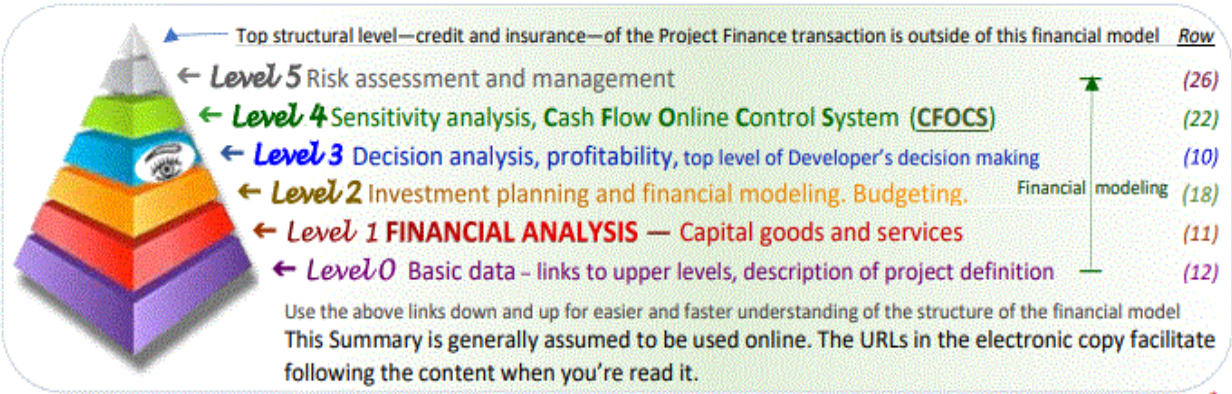 Top structural level—credit and insurance—of the Project Finance transaction is outside of this financial model Row
← Level 5 Risk assessment and management (26)
← Level 4 Sensitivity analysis, Cash Flow Online Control System (CFOCS) (22)
← Level 3 Decision analysis, profitability, top level of Developer's decision making (10)
← Level 2 Investment planning and financial modeling. Budgeting. Financial modeling (18)
← Level 1 FINANCIAL ANALYSIS — Capital goods and services (11)
← Level 0 Basic data – links to upper levels, description of project definition (12)
Use the above links down and up for easier and faster understanding of the structure of the financial model
This Summary is generally assumed to be used online. The URLs in the electronic copy facilitate
following the content when you're read it.